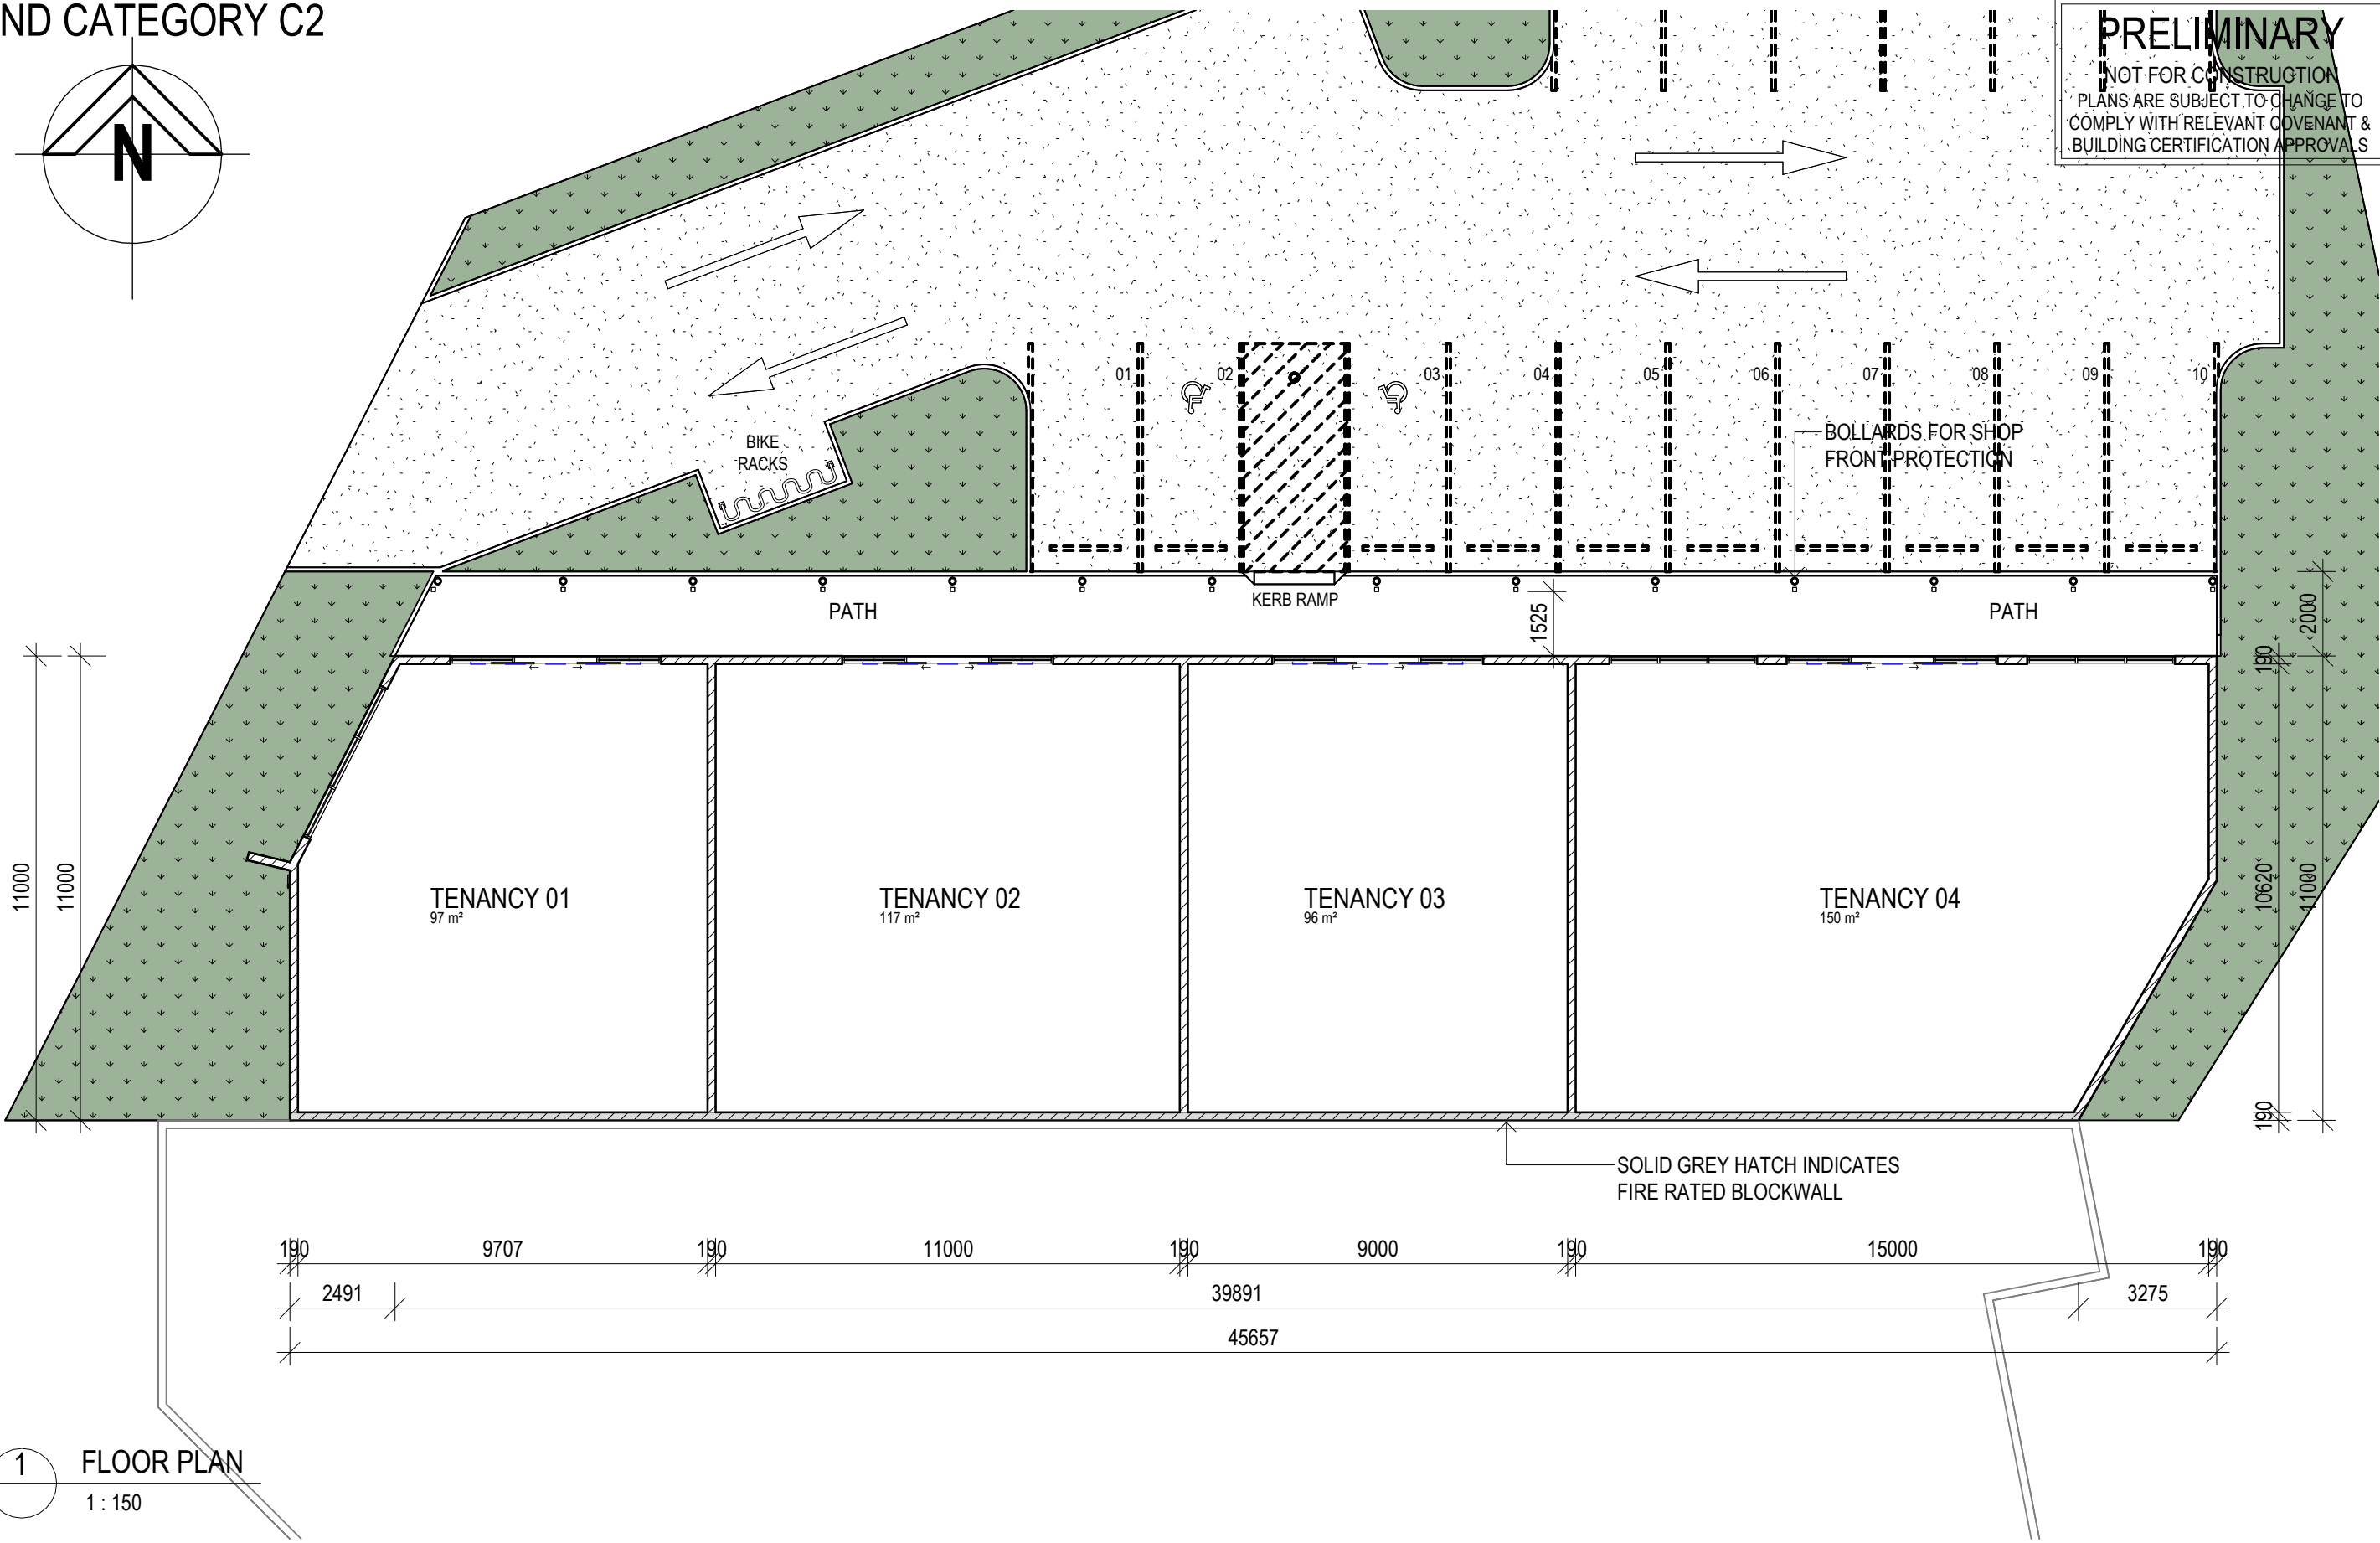 ND CATEGORY C2
N
PRELIMINARY
NOT FOR CONSTRUCTION
PLANS ARE SUBJECT TO CHANGE TO
COMPLY WITH RELEVANT COVENANT &
BUILDING CERTIFICATION APPROVALS
01
02
03
04
05
06
07
08
09
10
BOLLARDS FOR SHOP
FRONT PROTECTION
BIKE
RACKS
PATH
KERB RAMP
1525
PATH
2000
190
11000
11000
TENANCY 01
97 m²
TENANCY 02
117 m²
TENANCY 03
96 m²
TENANCY 04
150 m²
10620
11000
190
SOLID GREY HATCH INDICATES
FIRE RATED BLOCKWALL
190 9707 190 11000 190 9000 190 15000 190
2491 39891 3275
45657
1 FLOOR PLAN
1 : 150